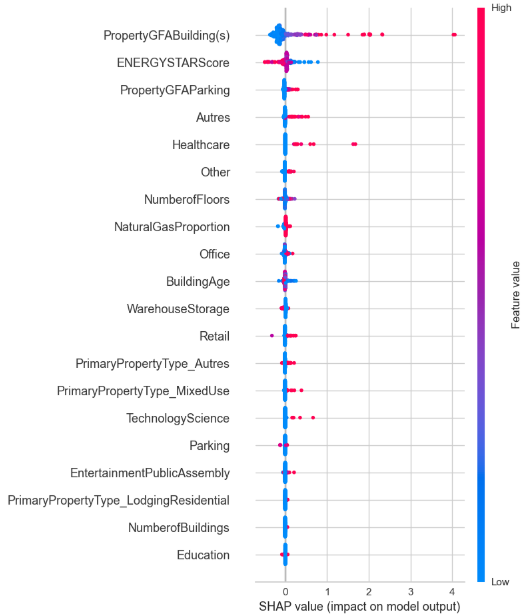 High
PropertyGFABuilding(s)
ENERGYSTARScore
PropertyGFAParking
Autres
Healthcare
Other
NumberofFloors
NaturalGasProportion
Office
BuildingAge
WarehouseStorage
Retail
PrimaryPropertyType_Autres
PrimaryPropertyType_MixedUse
TechnologyScience
Parking
EntertainmentPublicAssembly
PrimaryPropertyType_LodgingResidential
NumberofBuildings
Education
Feature value
Low
0 1 2 3 4
SHAP value (impact on model output)